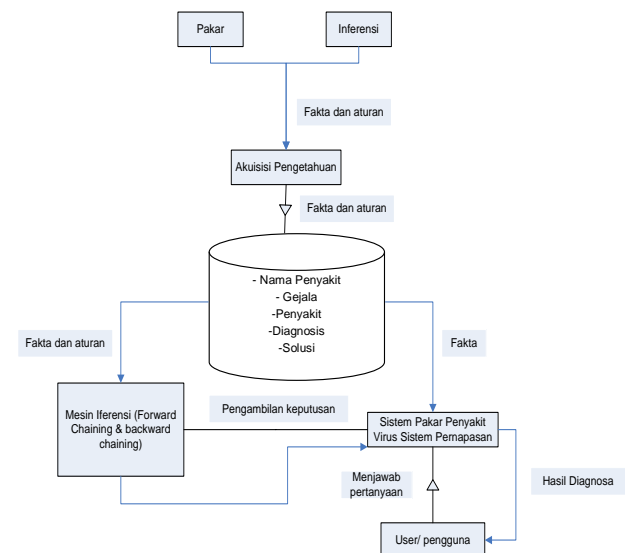 Pakar
Inferensi
Fakta dan aturan
Akuisisi Pengetahuan
Fakta dan aturan
- Nama Penyakit
- Gejala
-Penyakit
-Diagnosis
-Solusi
Fakta dan aturan
Fakta
Mesin Iferensi (Forward
Chaining & backward
chaining)
Pengambilan keputusan
Sistem Pakar Penyakit
Virus Sistem Pernapasan
Menjawab
pertanyaan
Hasil Diagnosa
User/ pengguna